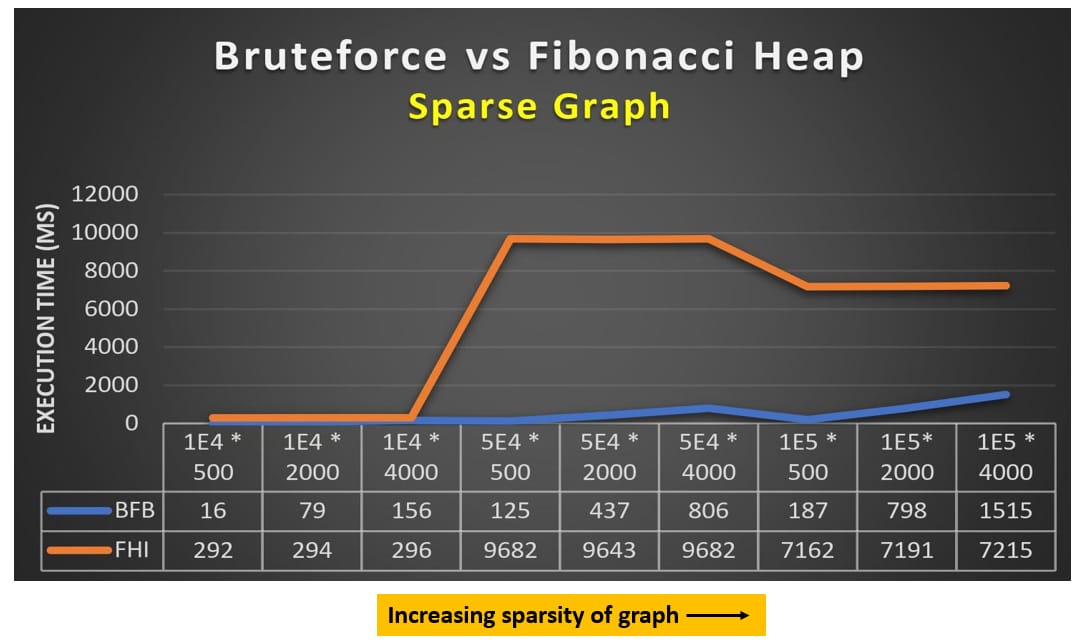 Bruteforce vs Fibonacci Heap
Sparse Graph
EXECUTION TIME (MS)
12000
10000
8000
6000
4000
2000
0
1E4 * 500
1E4 * 2000
1E4 * 4000
5E4 * 500
5E4 * 2000
5E4 * 4000
1E5 * 500
1E5* 2000
1E5 * 4000
BFB 16 79 156 125 437 806 187 798 1515
FHI 292 294 296 9682 9643 9682 7162 7191 7215
Increasing sparsity of graph